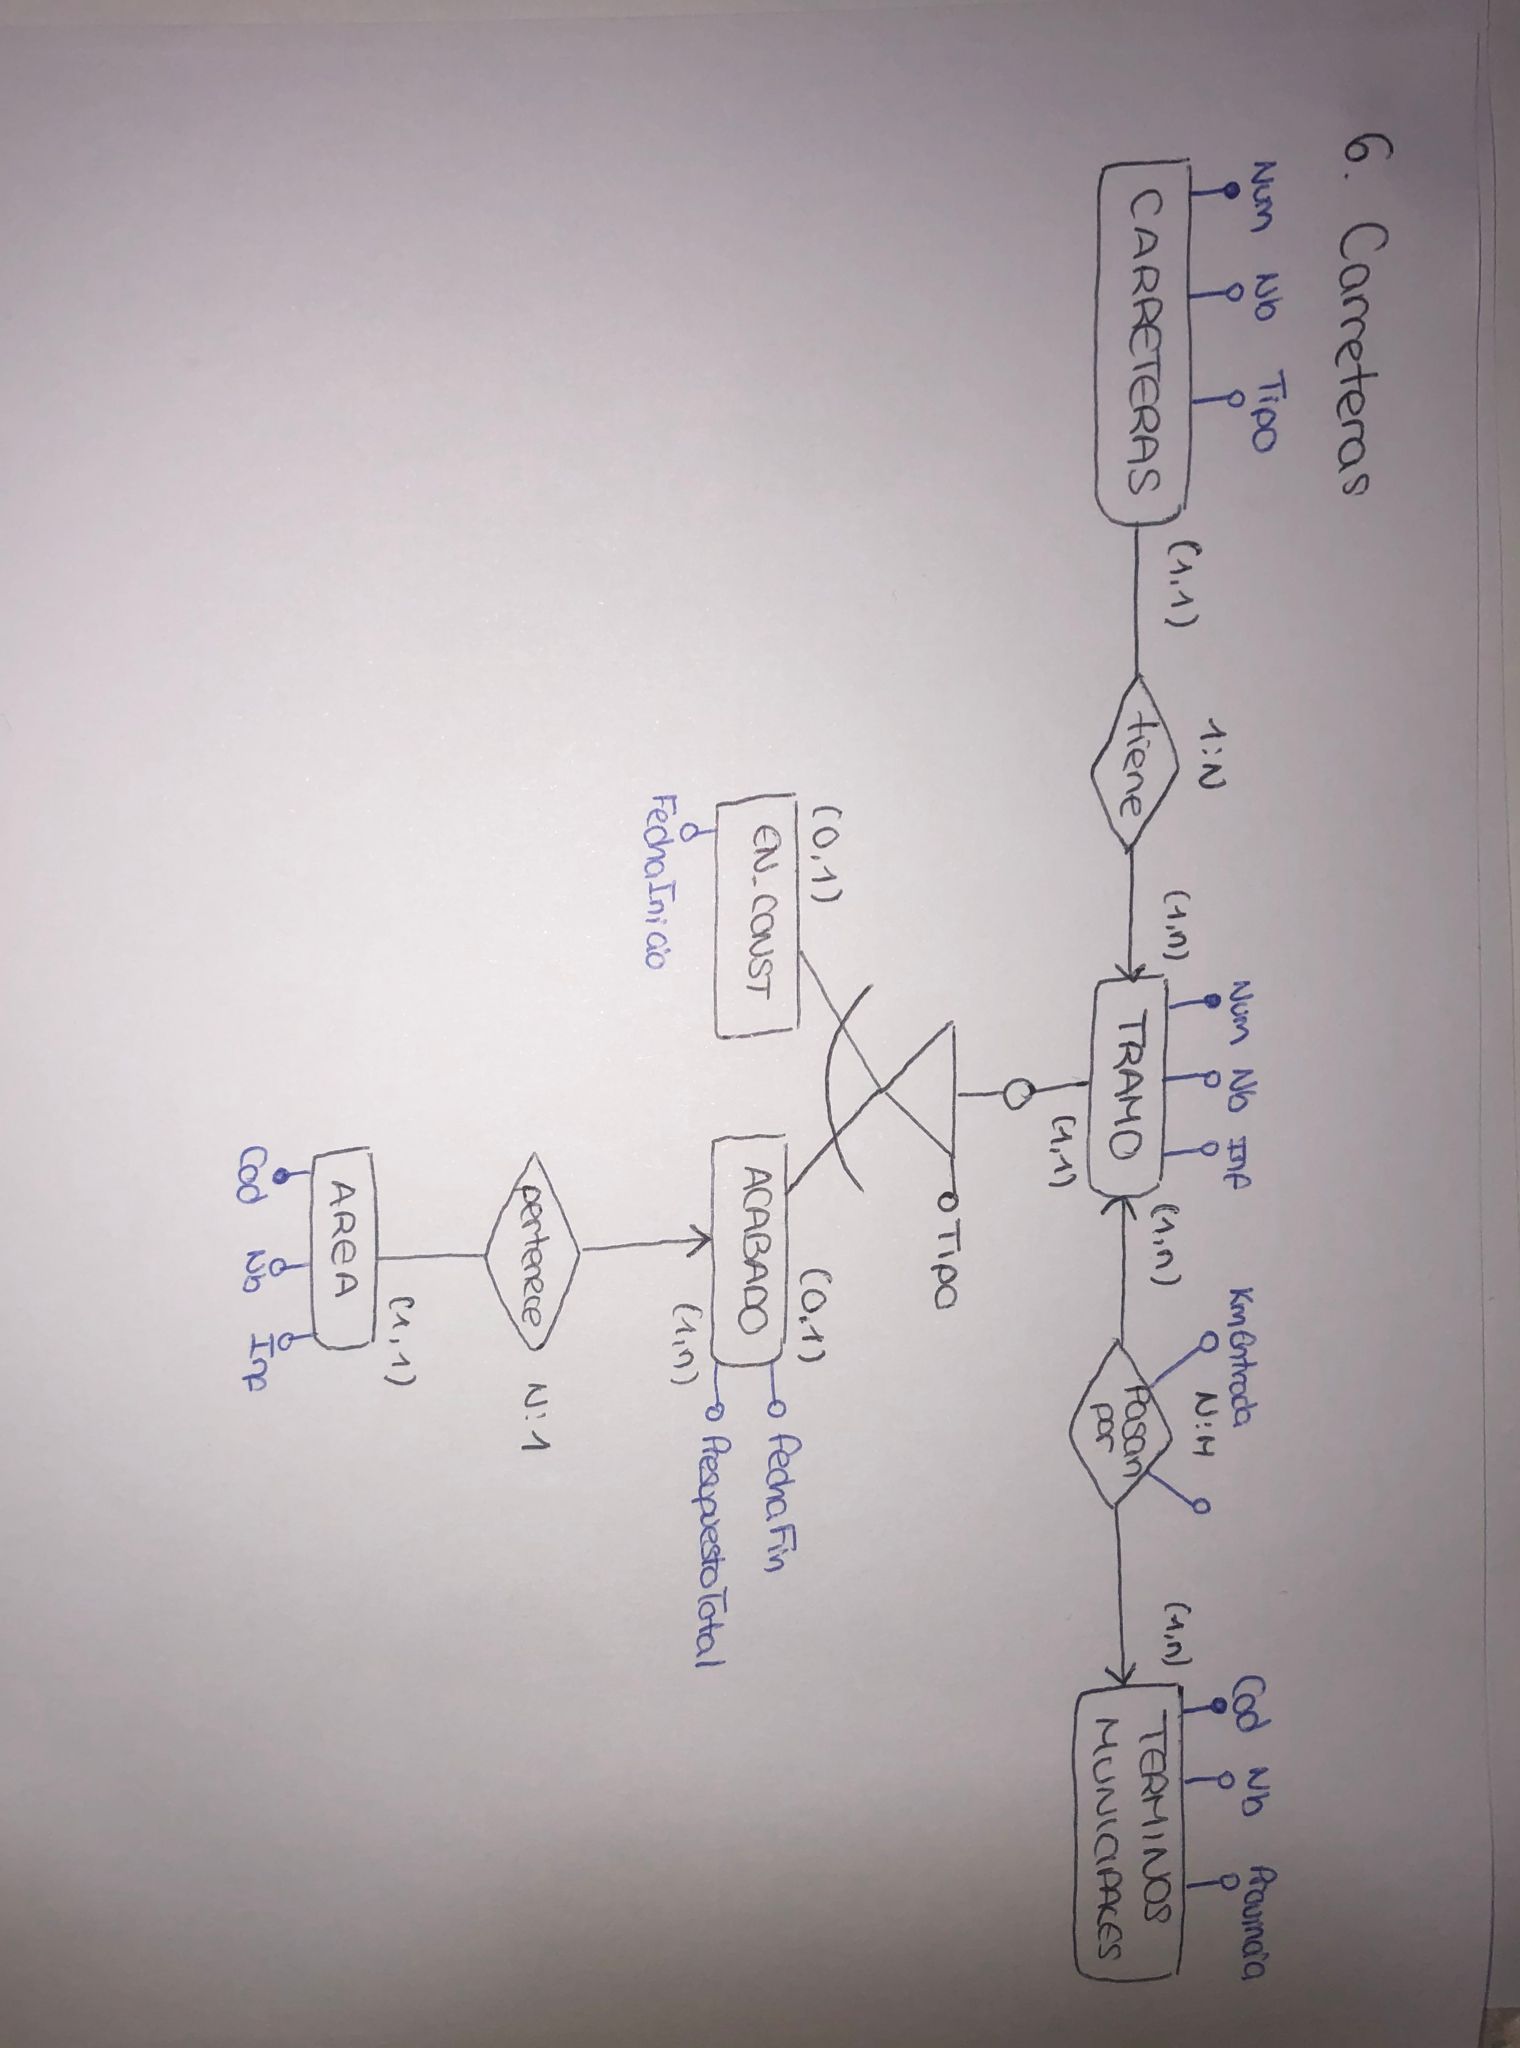 6. Carreteras
Num Nb Tipo
CARRETERAS
(1,1)
1:N
tiene
(1,n)
Num Nb Inf
TRAMO
(1,n)
KmEntrada
N:M
Pasan
por
(1,n)
Cod Nb Provincia
TERMINOS
MUNICIPALES
(1,1)
Tipo
(0,1)
EN_CONST
FechaInicio
(0,1)
ACABADO
FechaFin
PresupuestoTotal
(1,n)
pertenece
N:1
(1,1)
AREA
Cod Nb Inf